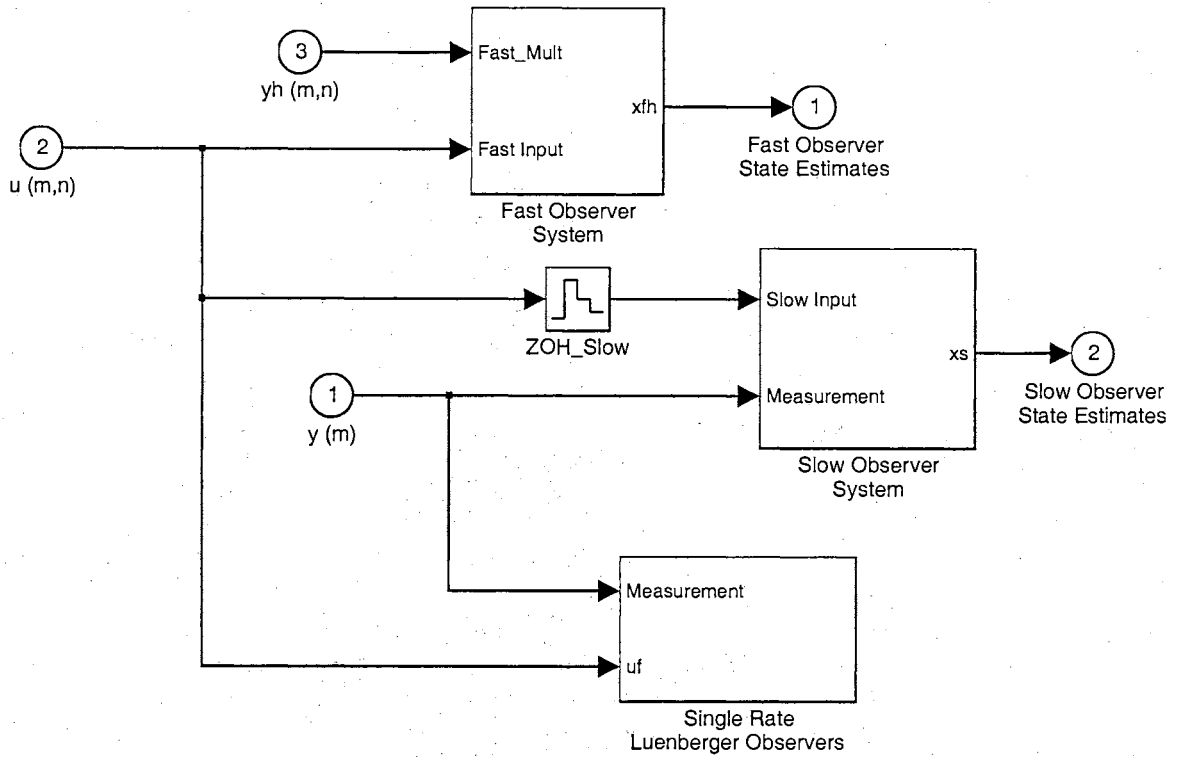 3
yh (m,n)
2
u (m,n)
Fast_Mult
Fast Input
xfh
Fast Observer
System
1
Fast Observer
State Estimates
ZOH_Slow
1
y (m)
Slow Input
Measurement
xs
Slow Observer
System
2
Slow Observer
State Estimates
Measurement
uf
Single Rate
Luenberger Observers